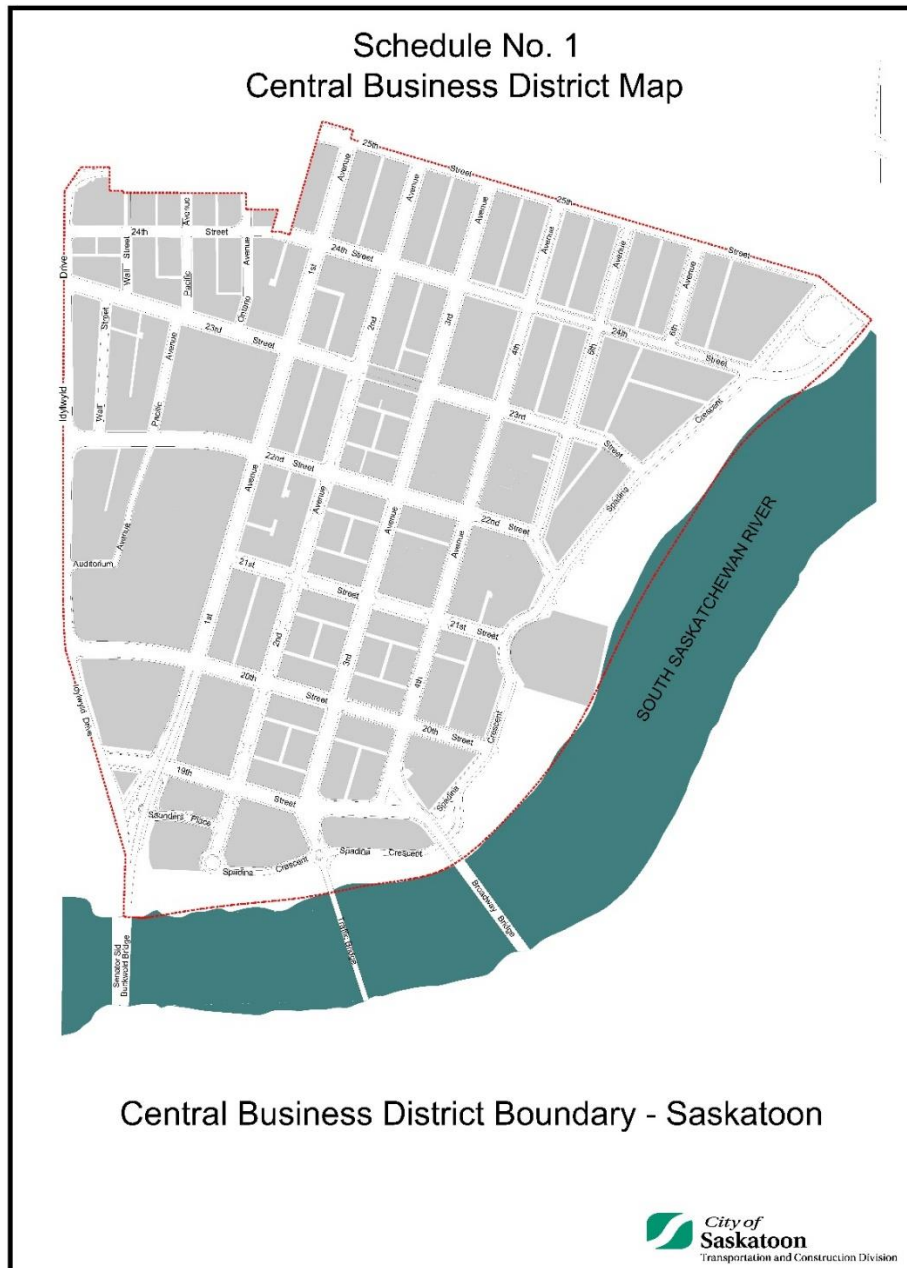 Schedule No. 1
Central Business District Map
25th
Street
25th
Street
Avenue
Avenue
Avenue
Avenue
Avenue
Avenue
24th
Street
Wall
Street
Pacific
Avenue
Ontario
Avenue
Drive
Idylwyld
1st
24th Street
2nd
3rd
4th
5th
6th
24th
Street
23rd
Street
Wall
Street
Pacific
Avenue
23rd
Street
Crescent
Spadina
22nd
Street
Avenue
Avenue
Avenue
Avenue
22nd
Street
Auditorium
Avenue
21st
Street
21st
Street
1st
2nd
3rd
4th
SOUTH SASKATCHEWAN RIVER
20th
Street
20th
Street
Crescent
Spadina
Idylwyld
Drive
19th
Street
Saunders Place
Spadina
Crescent
Spadina
Crescent
Senator Sid
Buckwold Bridge
Traffic Bridge
Broadway Bridge
Central Business District Boundary - Saskatoon
City of
Saskatoon
Transportation and Construction Division